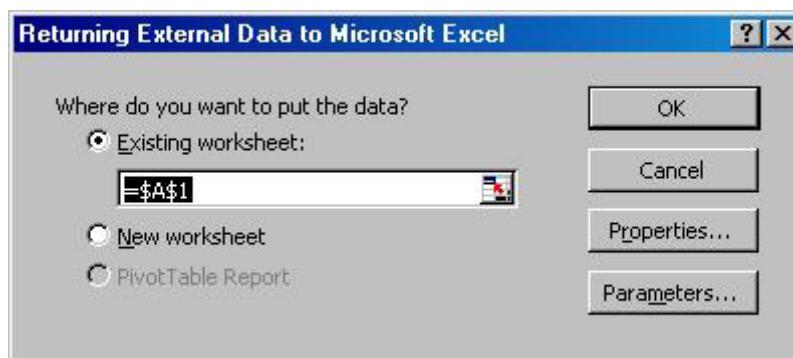 Returning External Data to Microsoft Excel
Where do you want to put the data?
Existing worksheet:
=$A$1
New worksheet
PivotTable Report
OK
Cancel
Properties...
Parameters...